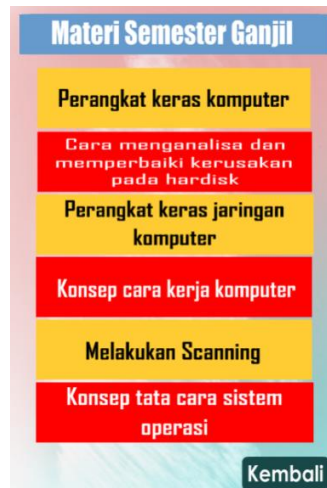 Materi Semester Ganjil
Perangkat keras komputer
Cara menganalisa dan
memperbaiki kerusakan
pada hardisk
Perangkat keras jaringan
komputer
Konsep cara kerja komputer
Melakukan Scanning
Konsep tata cara sistem
operasi
Kembali